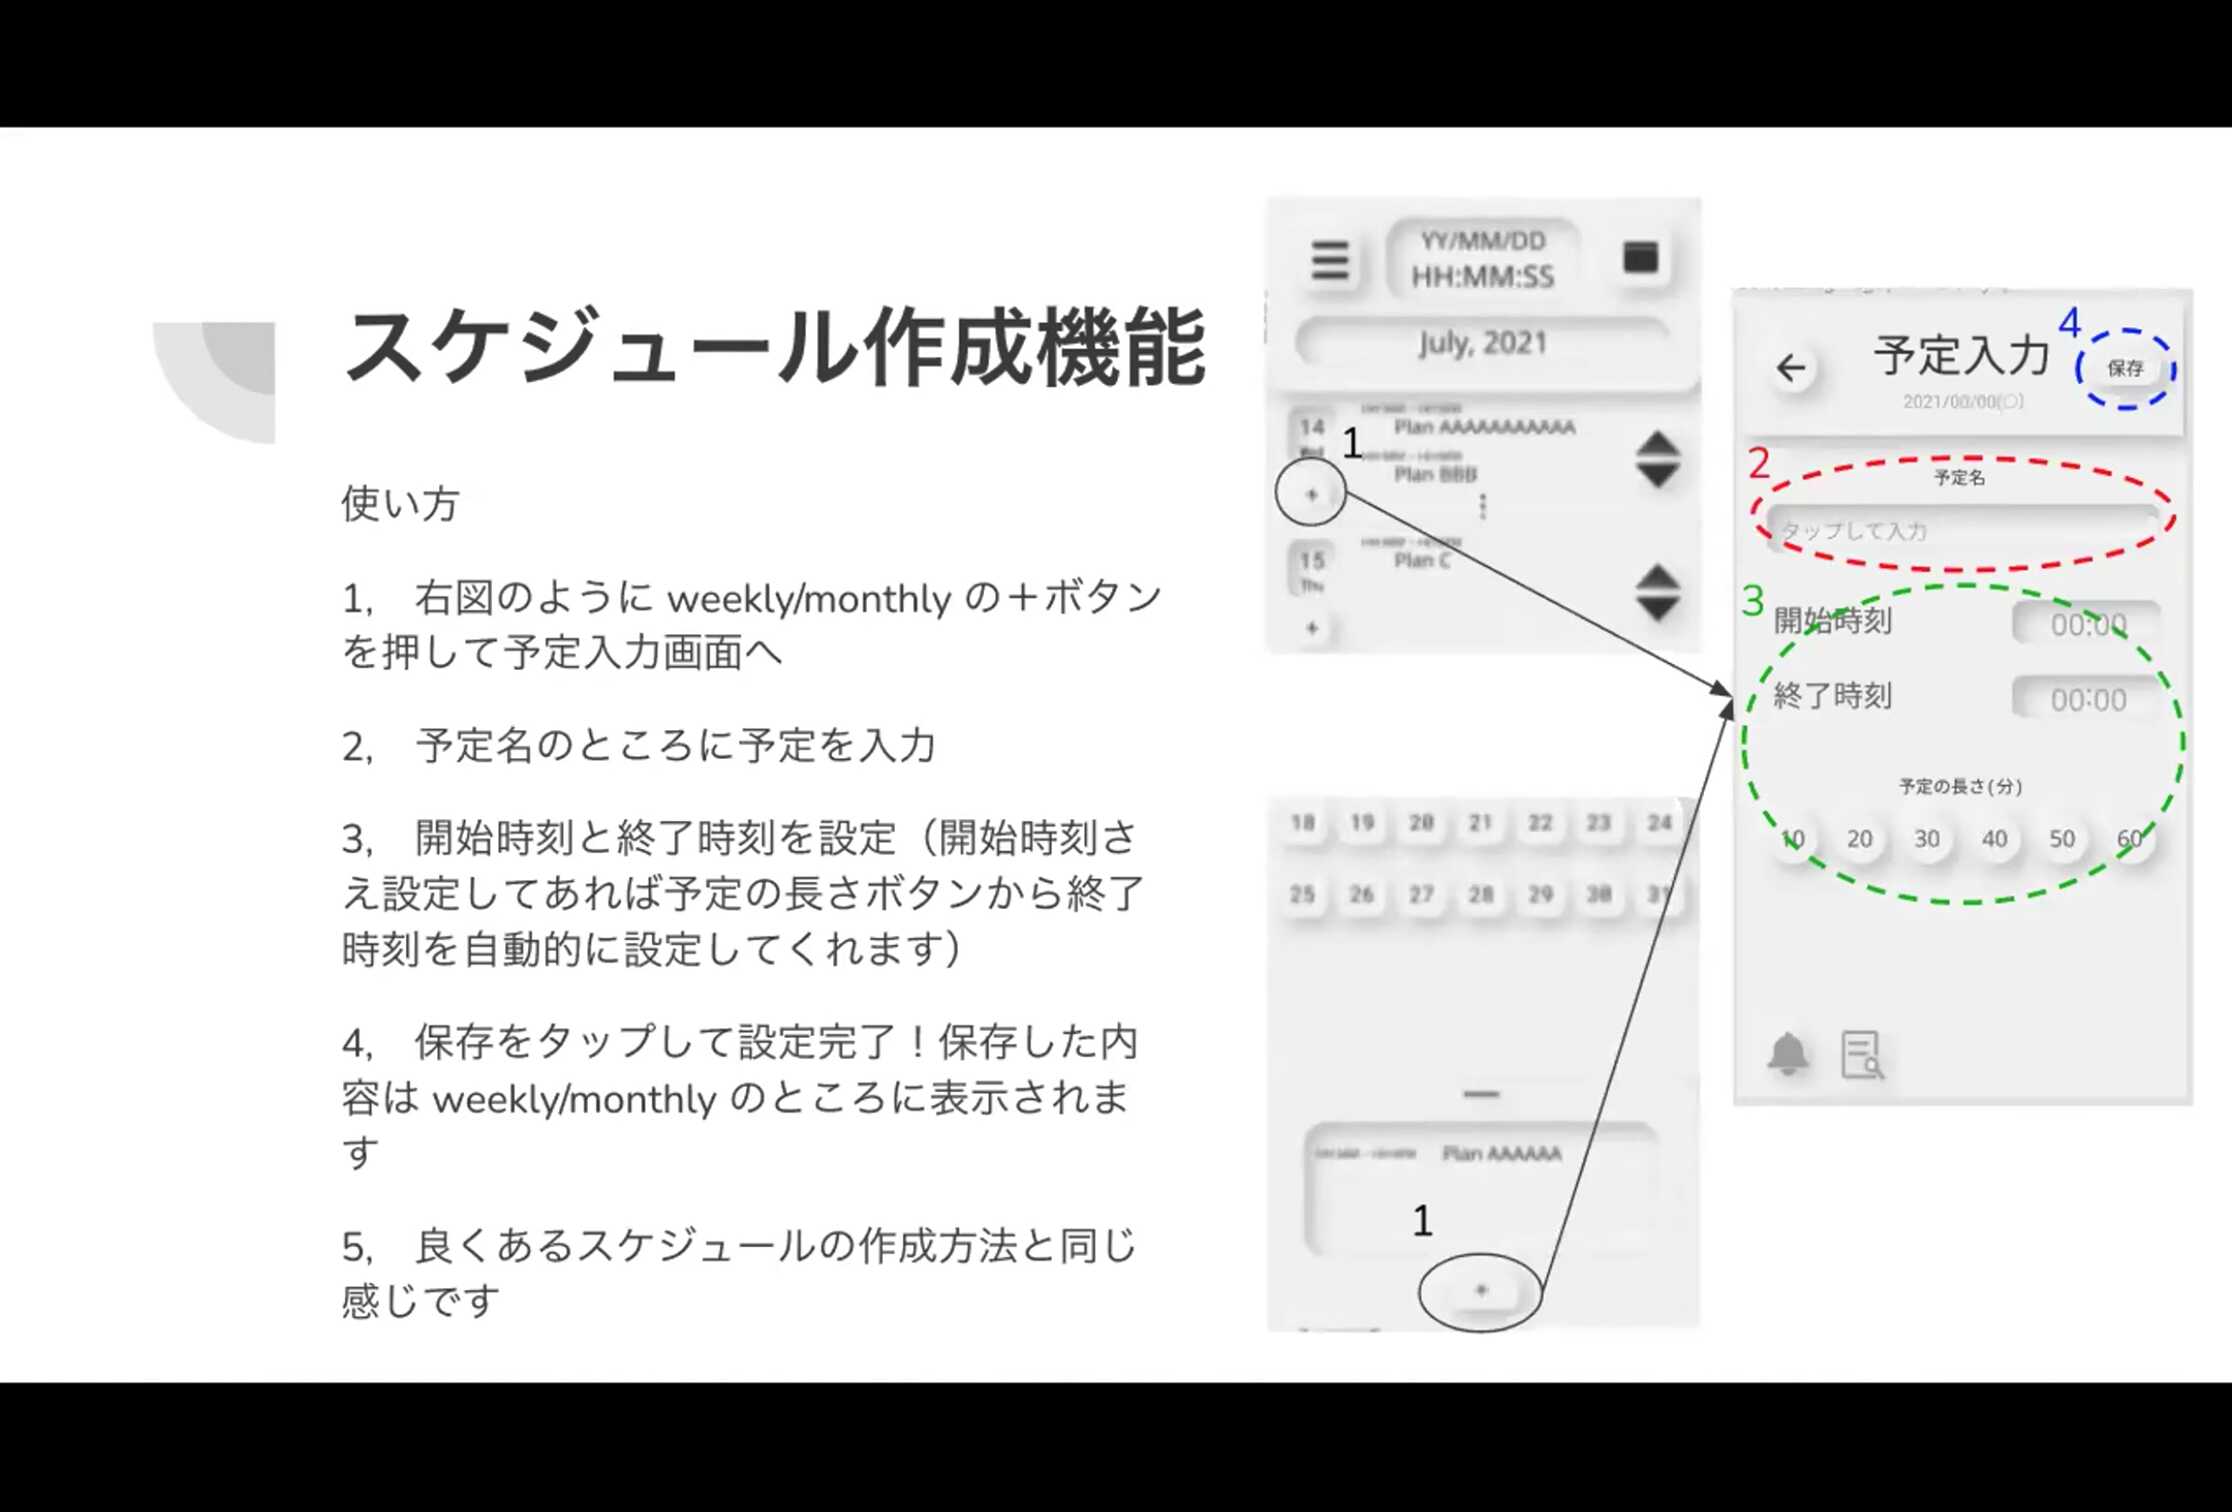 スケジュール作成機能
使い方
1,　右図のように weekly/monthly の＋ボタン
を押して予定入力画面へ
2,　予定名のところに予定を入力
3,　開始時刻と終了時刻を設定（開始時刻さ
え設定してあれば予定の長さボタンから終了
時刻を自動的に設定してくれます）
4,　保存をタップして設定完了！保存した内
容は weekly/monthly のところに表示されま
す
5,　良くあるスケジュールの作成方法と同じ
感じです
YY/MM/DD
HH:MM:SS
July, 2021
14
Wed
Plan AAAAAAAAAAA
1
Plan BBB
+
15
Thu
Plan C
+
18 19 20 21 22 23 24
25 26 27 28 29 30 31
Plan AAAAAA
1
+
4
予定入力
保存
2021/00/00(〇)
2
予定名
タップして入力
3
開始時刻 00:00
終了時刻 00:00
予定の長さ(分)
10 20 30 40 50 60